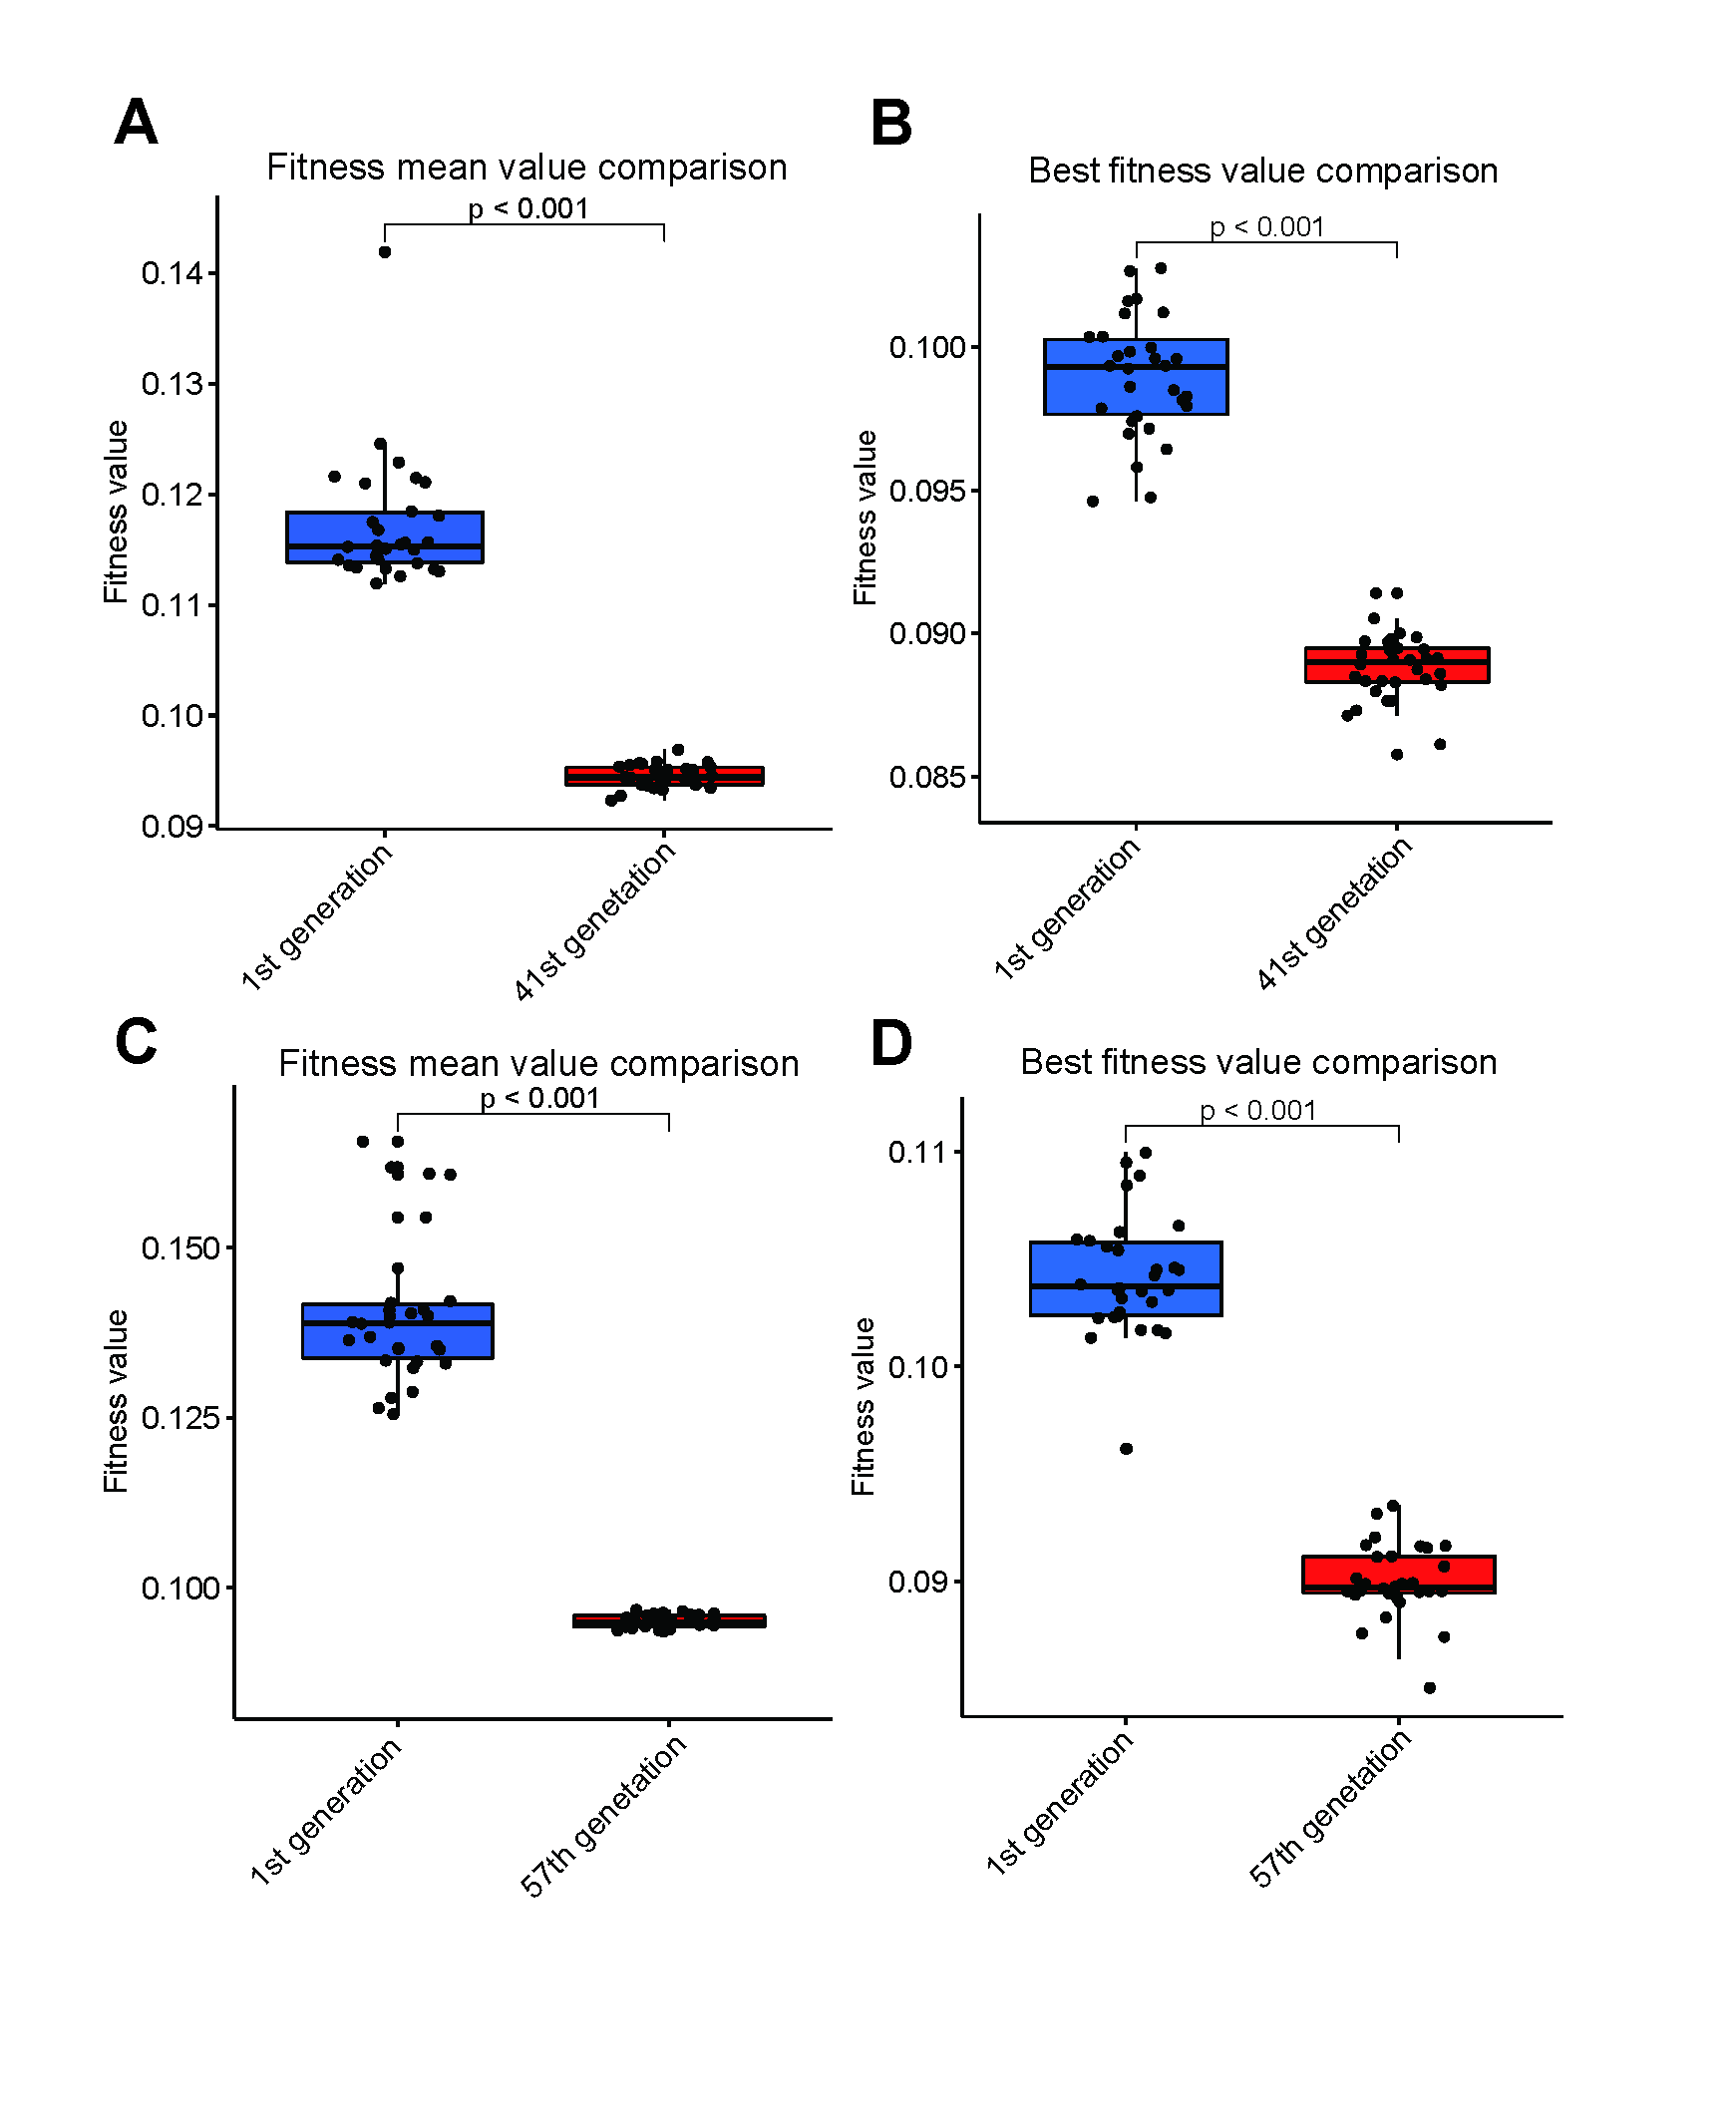 A
Fitness mean value comparison
p < 0.001
Fitness value
0.14
0.13
0.12
0.11
0.10
0.09
1st generation
41st genetation
B
Best fitness value comparison
p < 0.001
Fitness value
0.100
0.095
0.090
0.085
1st generation
41st genetation
C
Fitness mean value comparison
p < 0.001
Fitness value
0.150
0.125
0.100
1st generation
57th genetation
D
Best fitness value comparison
p < 0.001
Fitness value
0.11
0.10
0.09
1st generation
57th genetation